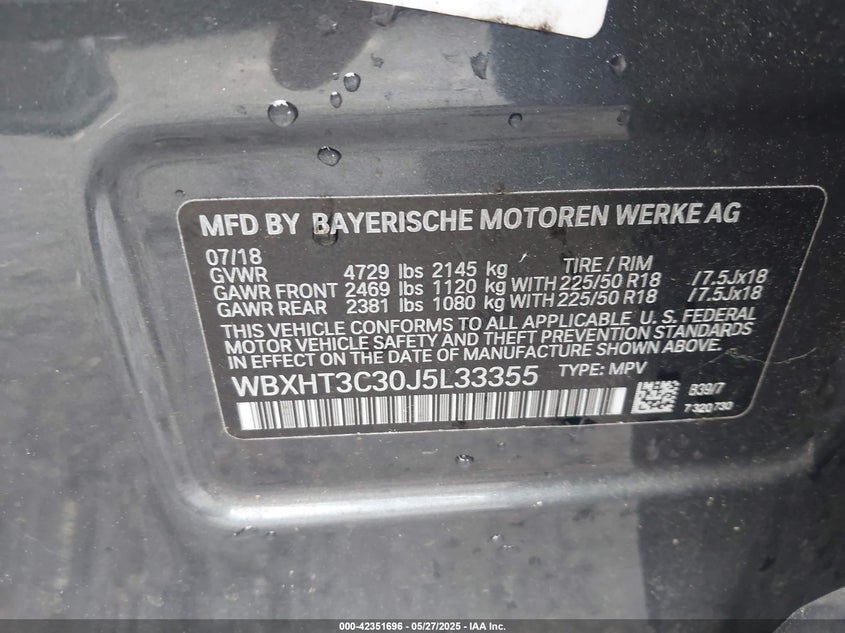 MFD BY BAYERISCHE MOTOREN WERKE AG
07/18
GVWR 4729 lbs 2145 kg TIRE / RIM
GAWR FRONT 2469 lbs 1120 kg WITH 225/50 R18 /7.5Jx18
GAWR REAR 2381 lbs 1080 kg WITH 225/50 R18 /7.5Jx18
THIS VEHICLE CONFORMS TO ALL APPLICABLE U. S. FEDERAL
MOTOR VEHICLE SAFETY AND THEFT PREVENTION STANDARDS
IN EFFECT ON THE DATE OF MANUFACTURE SHOWN ABOVE.
WBXHT3C30J5L33355 TYPE: MPV
B39/7
7320730
000-42351696 - 05/27/2025 - IAA Inc.